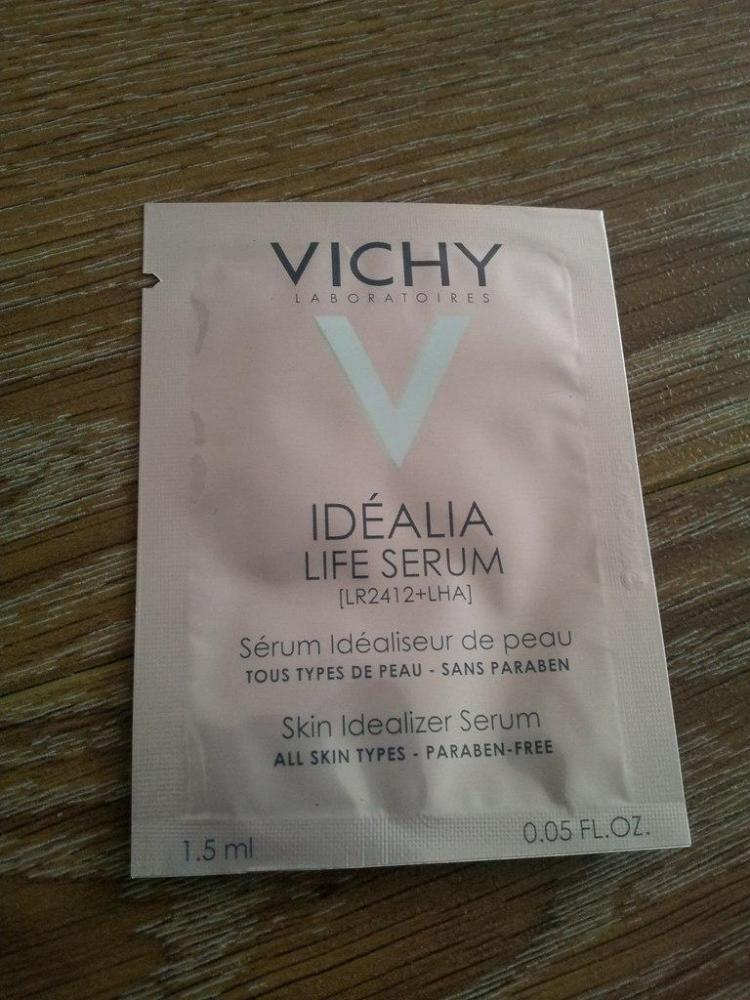 VICHY
LABORATOIRES
V
IDÉALIA
LIFE SERUM
[LR2412+LHA]
Sérum Idéaliseur de peau
TOUS TYPES DE PEAU - SANS PARABEN
Skin Idealizer Serum
ALL SKIN TYPES - PARABEN-FREE
1.5 ml 0.05 FL.OZ.